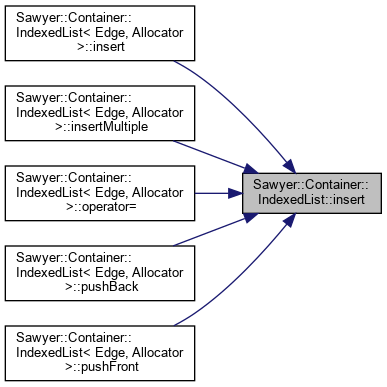 Sawyer::Container::
IndexedList< Edge, Allocator
>::insert
Sawyer::Container::
IndexedList< Edge, Allocator
>::insertMultiple
Sawyer::Container::
IndexedList< Edge, Allocator
>::operator=
Sawyer::Container::
IndexedList< Edge, Allocator
>::pushBack
Sawyer::Container::
IndexedList< Edge, Allocator
>::pushFront
Sawyer::Container::
IndexedList::insert